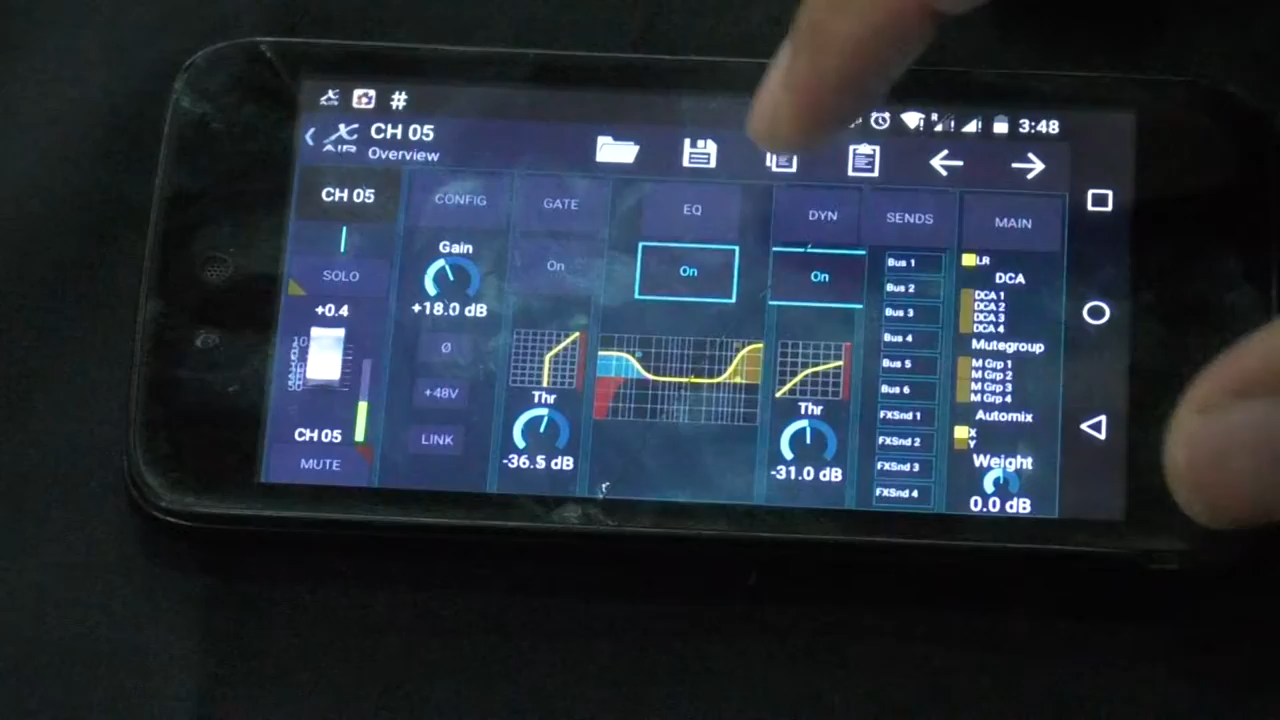 #
3:48
X AIR
CH 05
Overview
CH 05
CONFIG
GATE
EQ
DYN
SENDS
MAIN
SOLO
+0.4
CH 05
MUTE
Gain
+18.0 dB
Ø
+48V
LINK
On
Thr
-36.5 dB
On
On
Thr
-31.0 dB
Bus 1
Bus 2
Bus 3
Bus 4
Bus 5
Bus 6
FXSnd 1
FXSnd 2
FXSnd 3
FXSnd 4
LR
DCA
DCA 1
DCA 2
DCA 3
DCA 4
Mutegroup
M Grp 1
M Grp 2
M Grp 3
M Grp 4
Automix
X
Y
Weight
0.0 dB